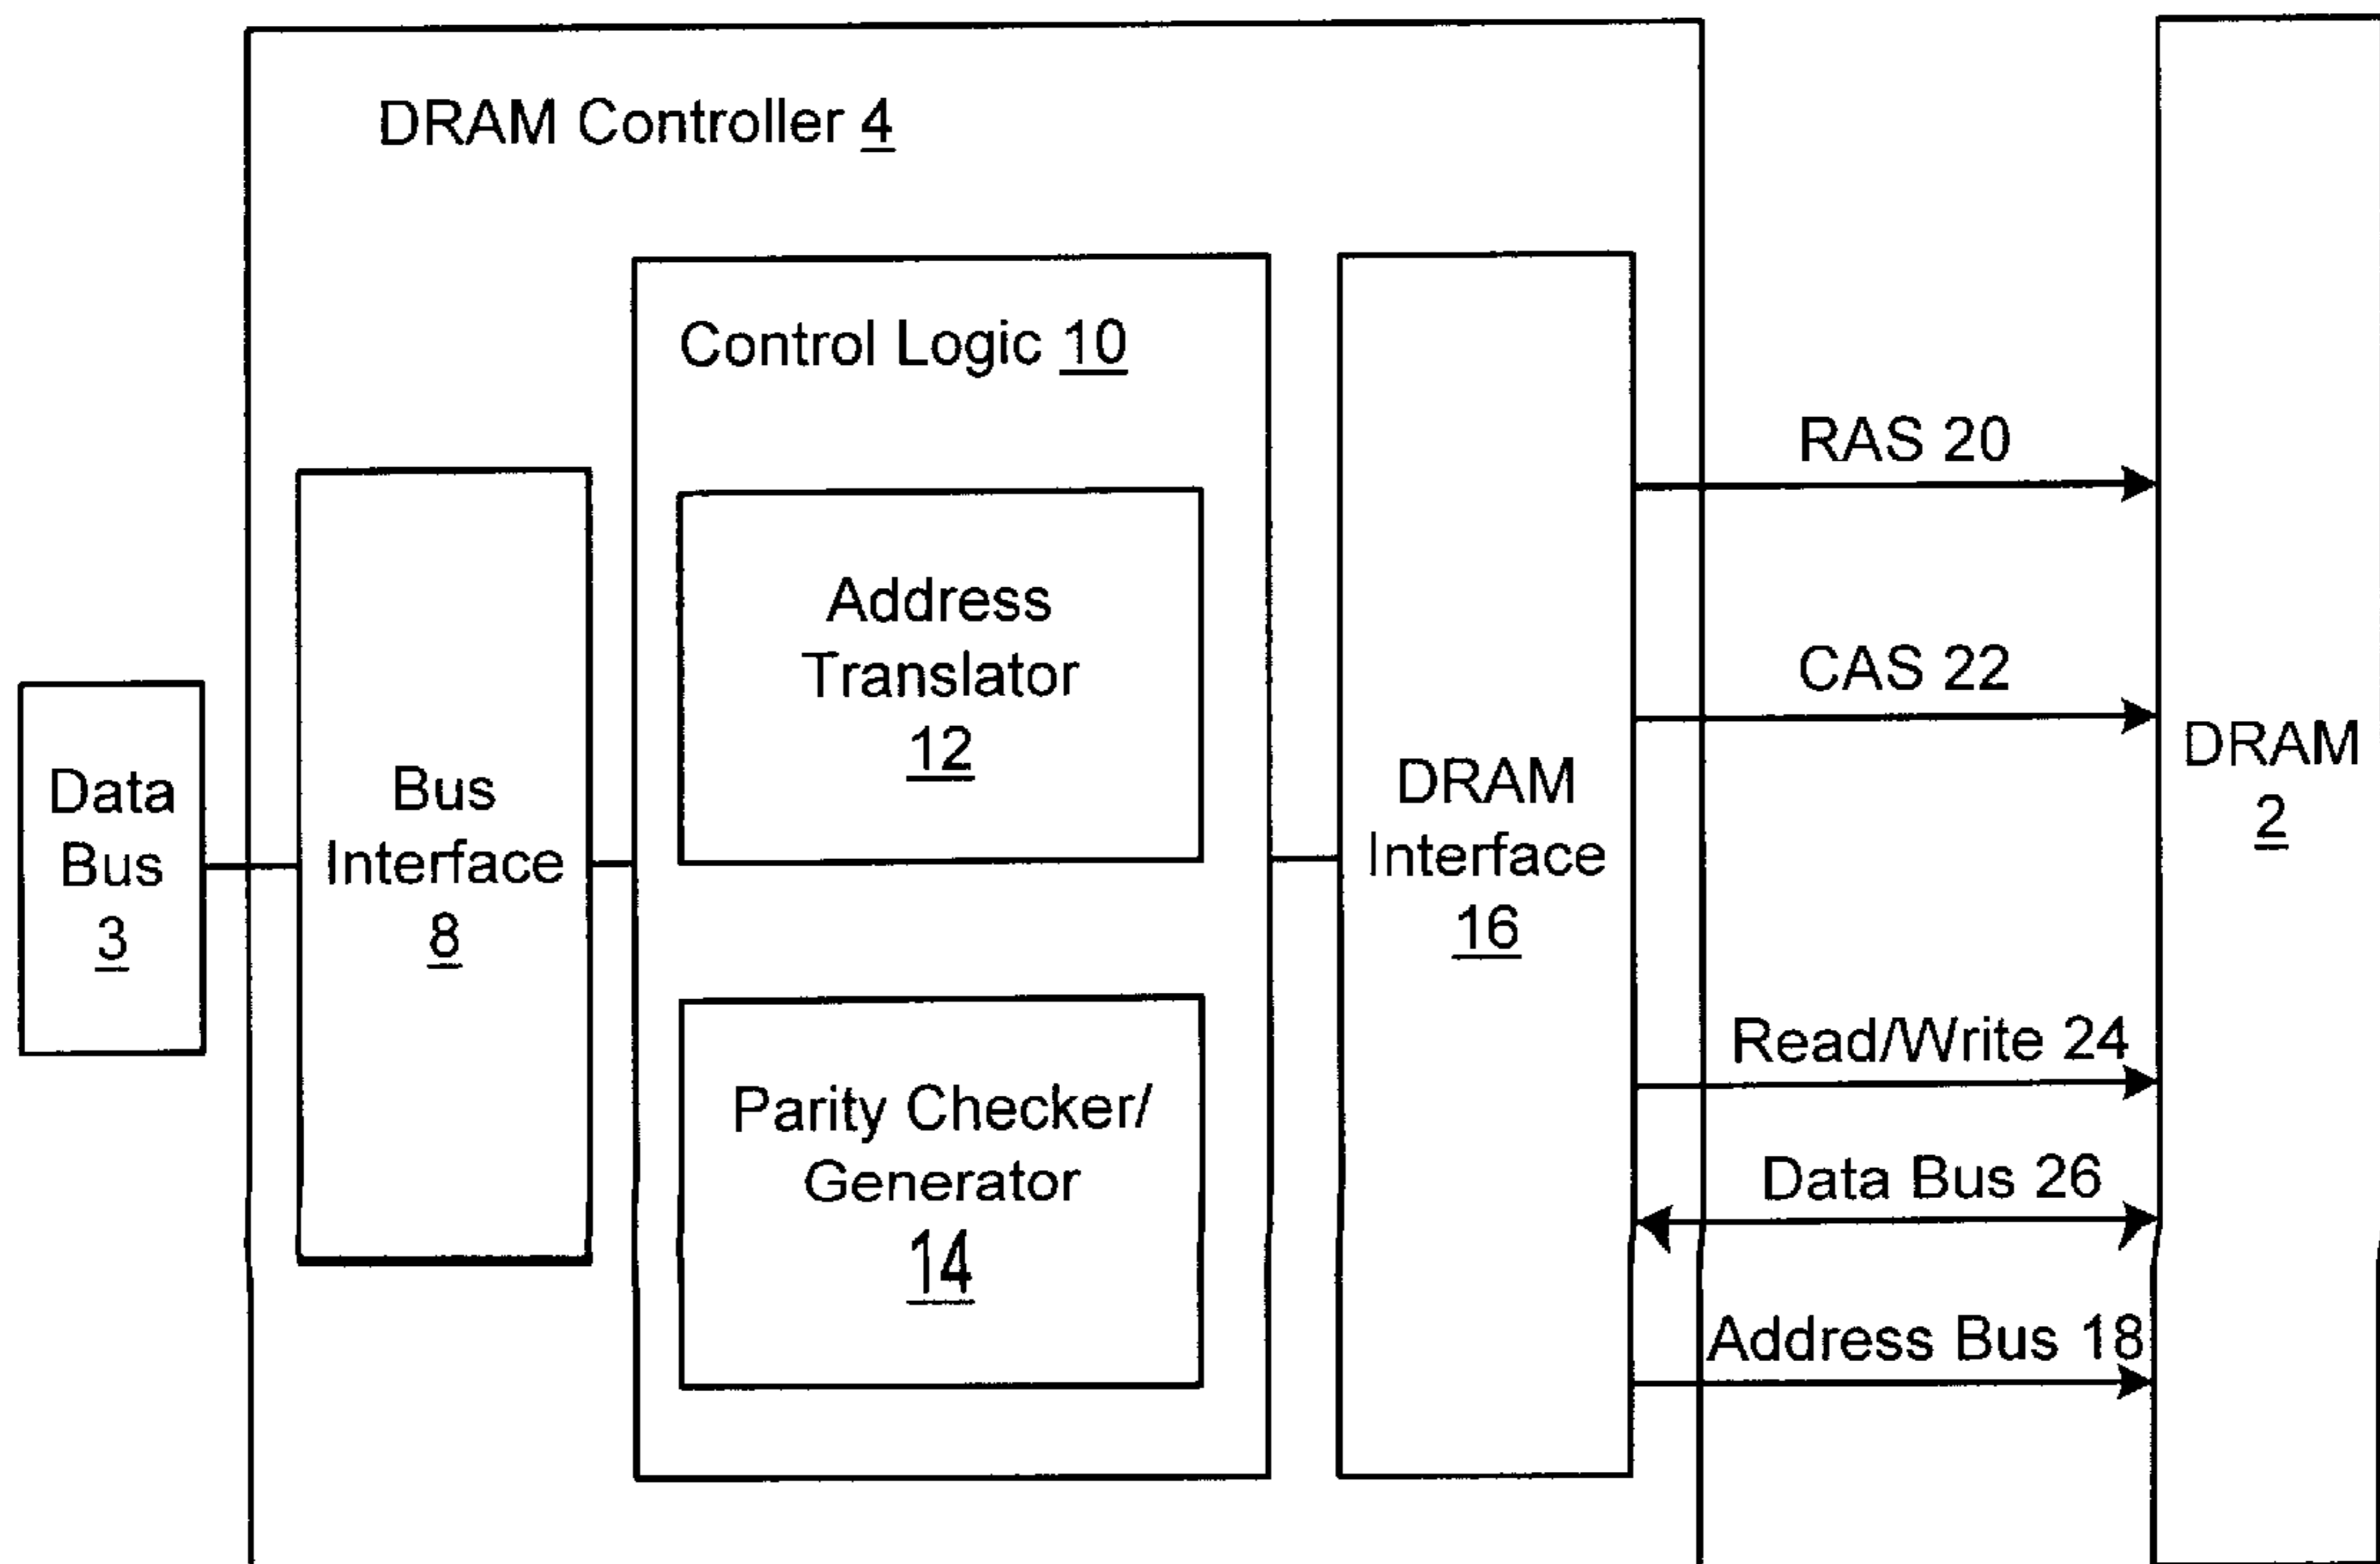 DRAM Controller 4
Control Logic 10
Address
Translator
12
Parity Checker/
Generator
14
Data
Bus
3
Bus
Interface
8
DRAM
Interface
16
RAS 20
CAS 22
Read/Write 24
Data Bus 26
Address Bus 18
DRAM
2